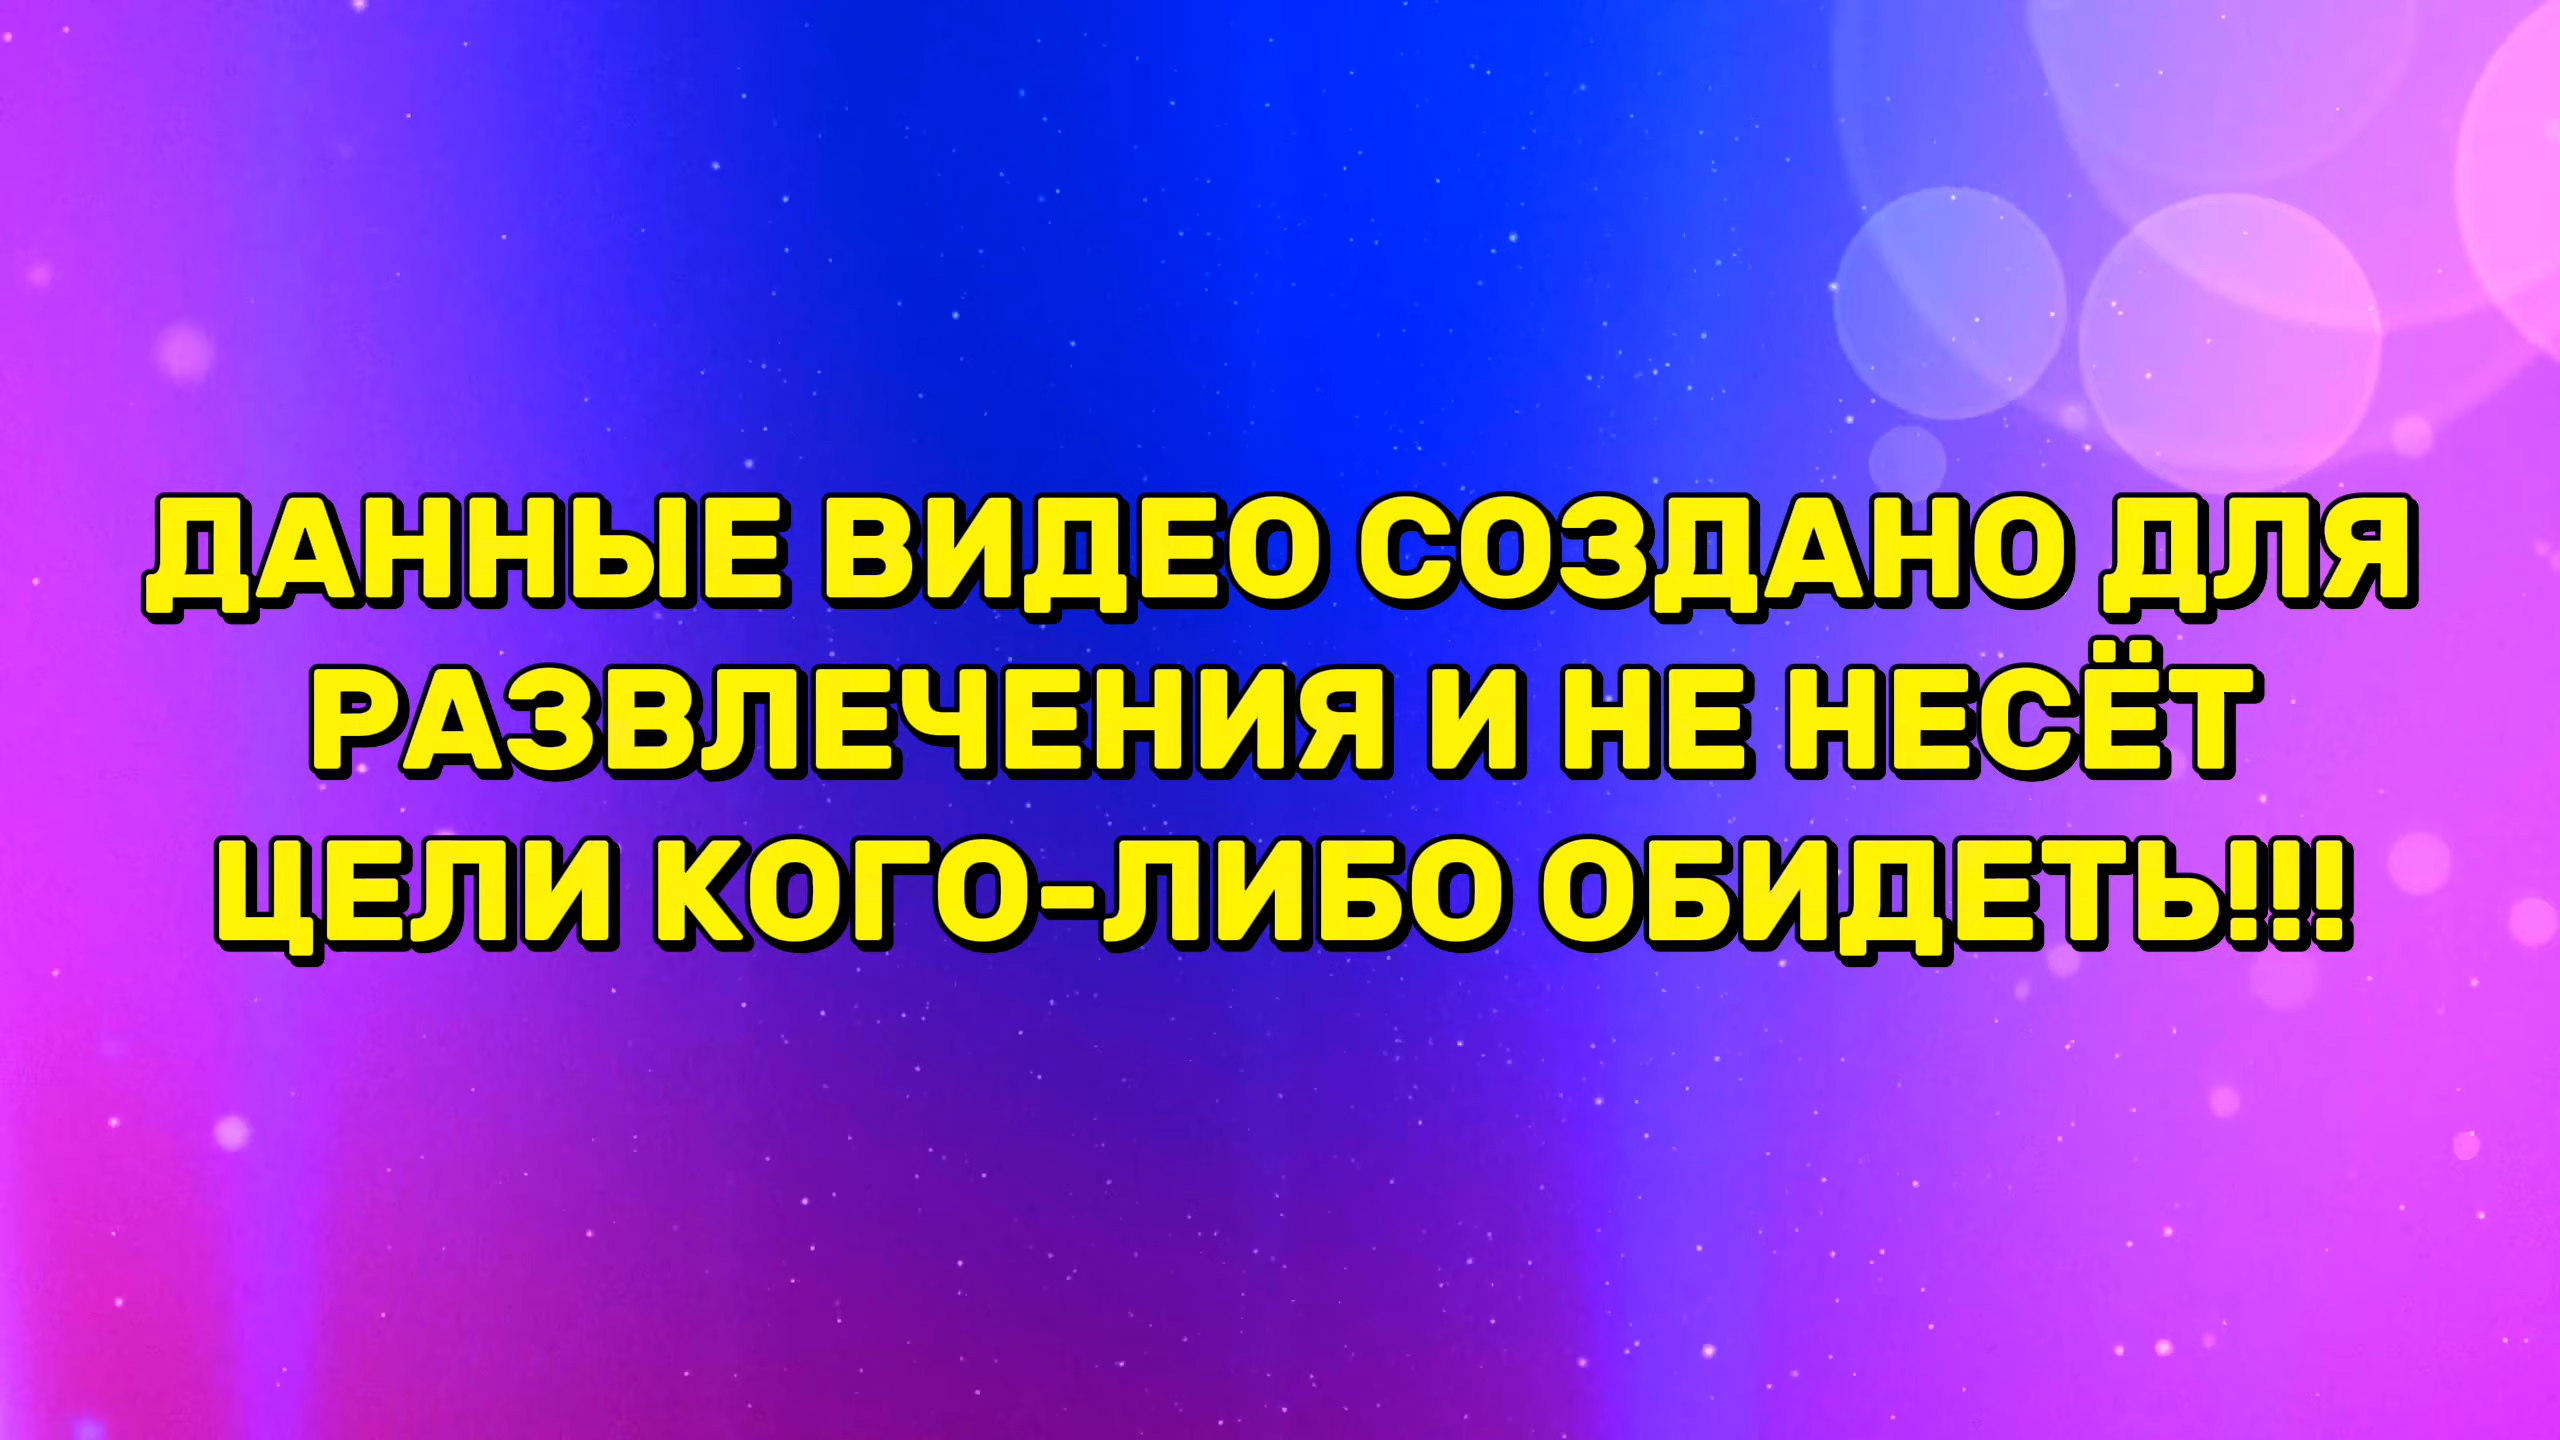 ДАННЫЕ ВИДЕО СОЗДАНО ДЛЯ
РАЗВЛЕЧЕНИЯ И НЕ НЕСЁТ
ЦЕЛИ КОГО-ЛИБО ОБИДЕТЬ!!!